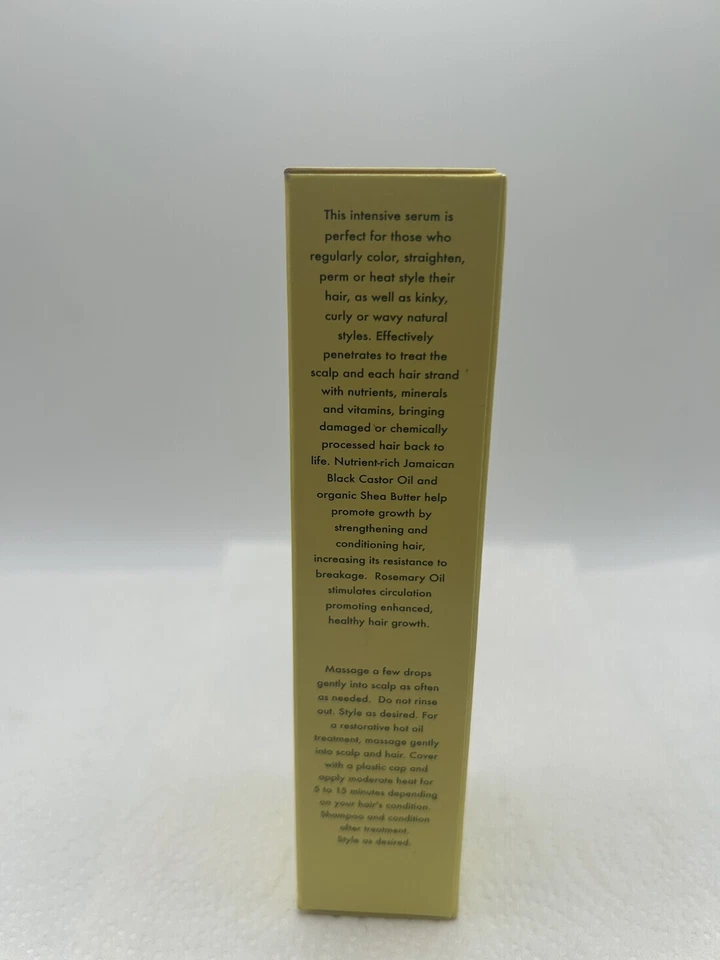 This intensive serum is
perfect for those who
regularly color, straighten,
perm or heat style their
hair, as well as kinky,
curly or wavy natural
styles. Effectively
penetrates to treat the
scalp and each hair strand
with nutrients, minerals
and vitamins, bringing
damaged or chemically
processed hair back to
life. Nutrient-rich Jamaican
Black Castor Oil and
organic Shea Butter help
promote growth by
strengthening and
conditioning hair,
increasing its resistance to
breakage. Rosemary Oil
stimulates circulation
promoting enhanced,
healthy hair growth.
Massage a few drops
gently into scalp as often
as needed. Do not rinse
out. Style as desired. For
a restorative hot oil
treatment, massage gently
into scalp and hair. Cover
with a plastic cap and
apply moderate heat for
5 to 15 minutes depending
on your hair's condition.
Shampoo and condition
after treatment.
Style as desired.